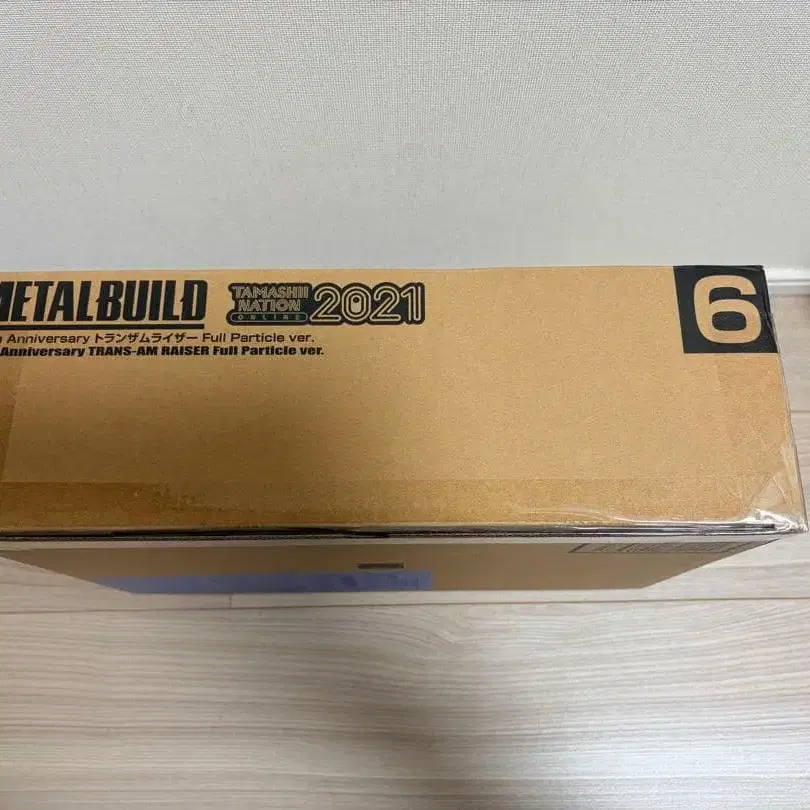 METALBUILD TAMASHII NATION ONLINE 2021 6
Anniversary トランザムライザー Full Particle ver.
Anniversary TRANS-AM RAISER Full Particle ver.